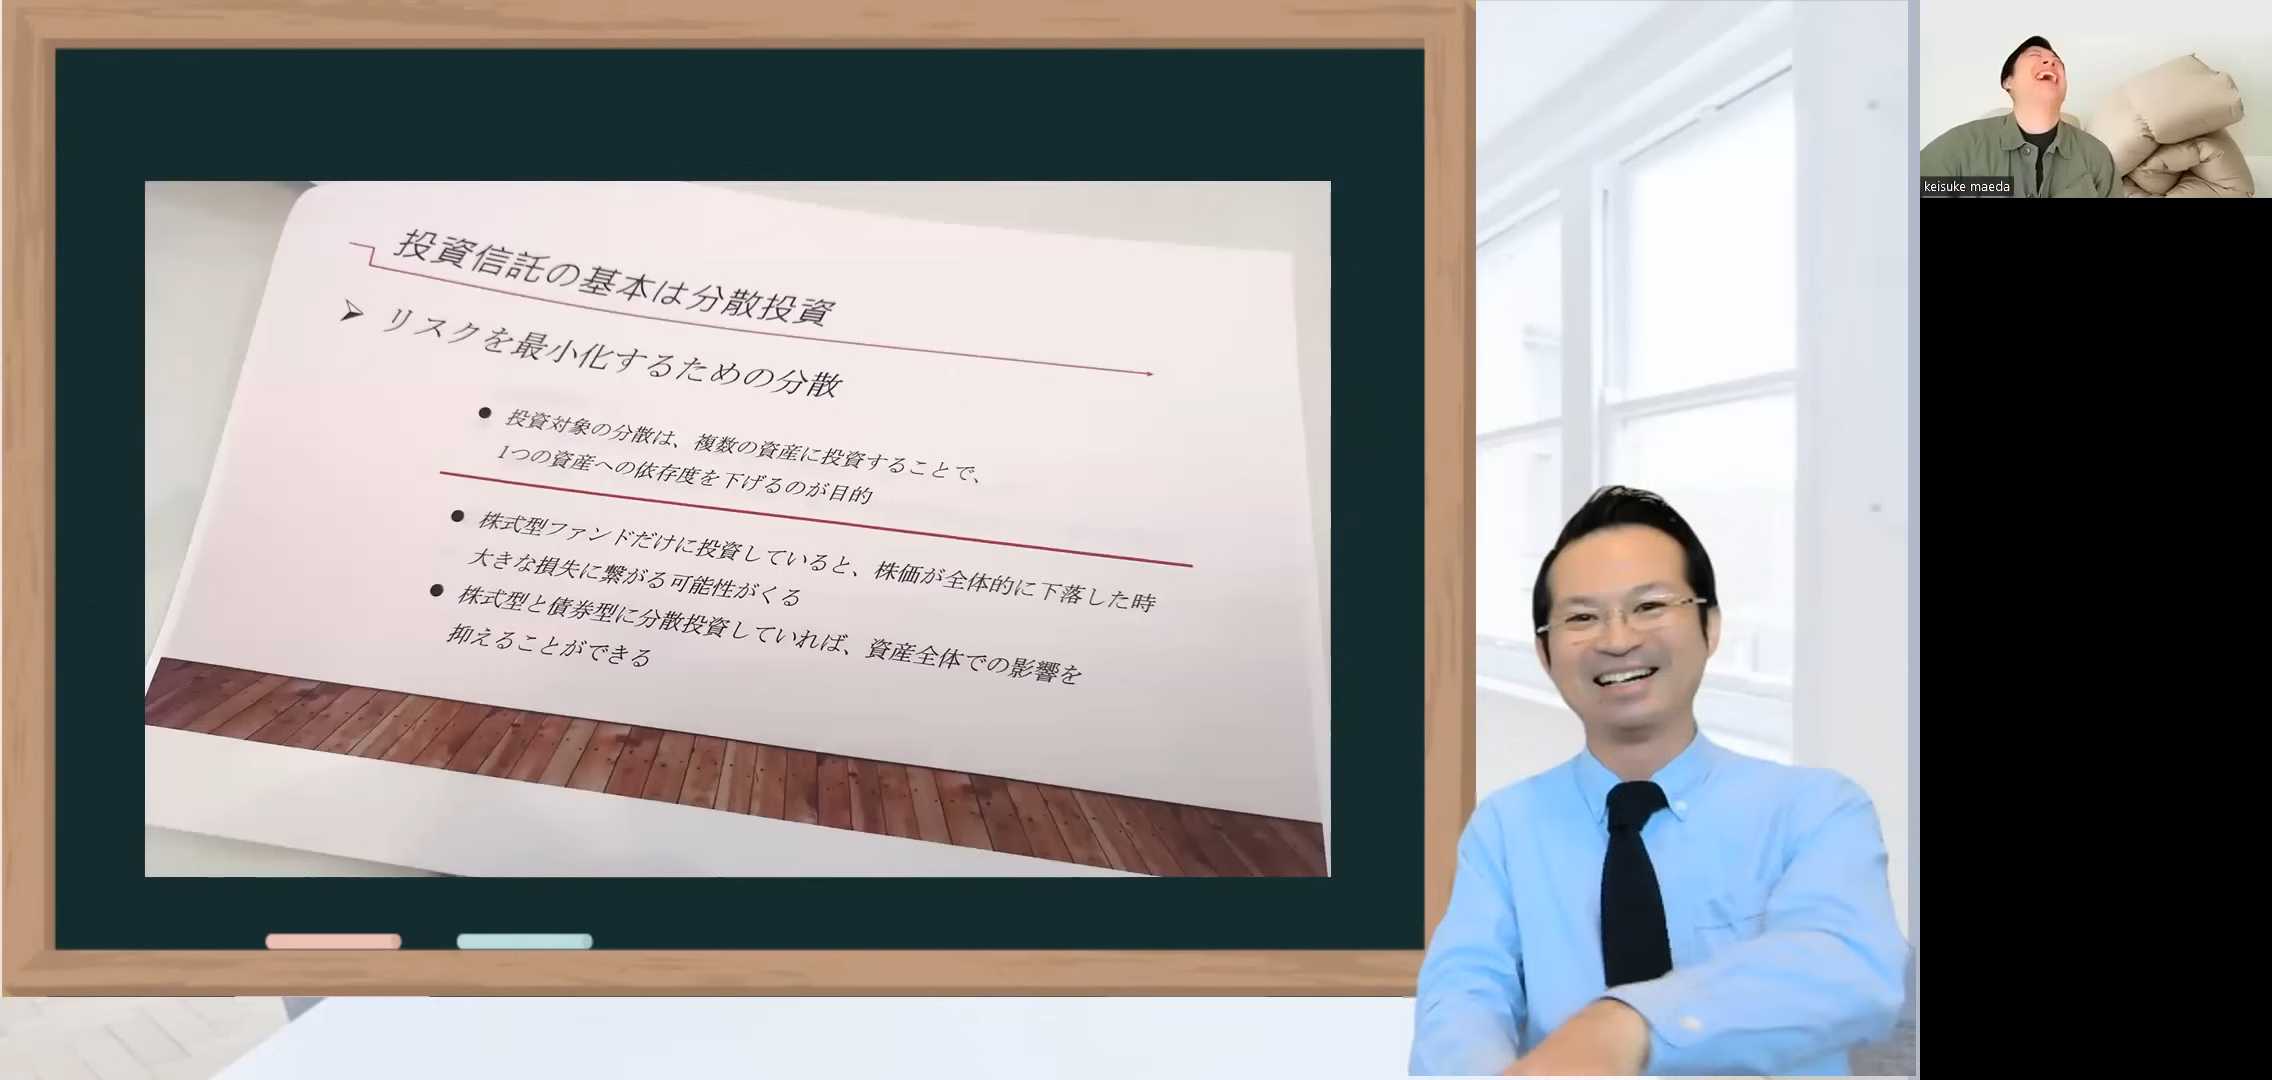 投資信託の基本は分散投資
リスクを最小化するための分散
投資対象の分散は、複数の資産に投資することで、
1つの資産への依存度を下げるのが目的
株式型ファンドだけに投資していると、株価が全体的に下落した時
大きな損失に繋がる可能性がくる
株式型と債券型に分散投資していれば、資産全体での影響を
抑えることができる
keisuke maeda